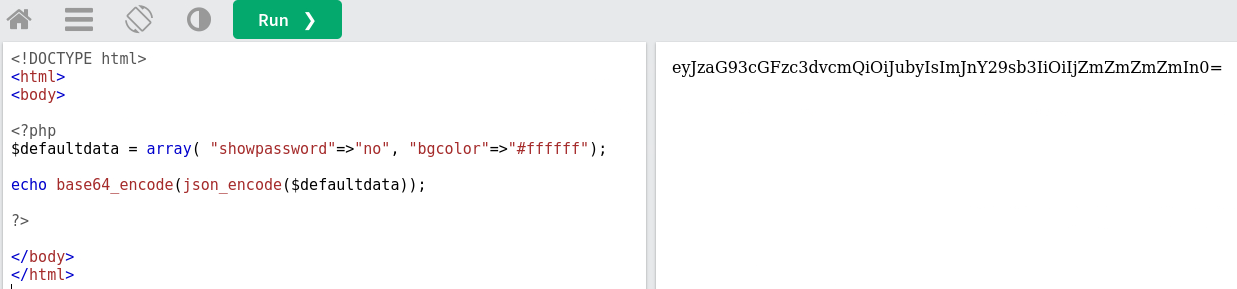 Run ❯
<!DOCTYPE html>
<html>
<body>
<?php
$defaultdata = array( "showpassword"=>"no", "bgcolor"=>"#ffffff");
echo base64_encode(json_encode($defaultdata));
?>
</body>
</html>
eyJzaG93cGFzc3dvcmQiOiJubyIsImJnY29sb3IiOiIjZmZmZmZmIn0=